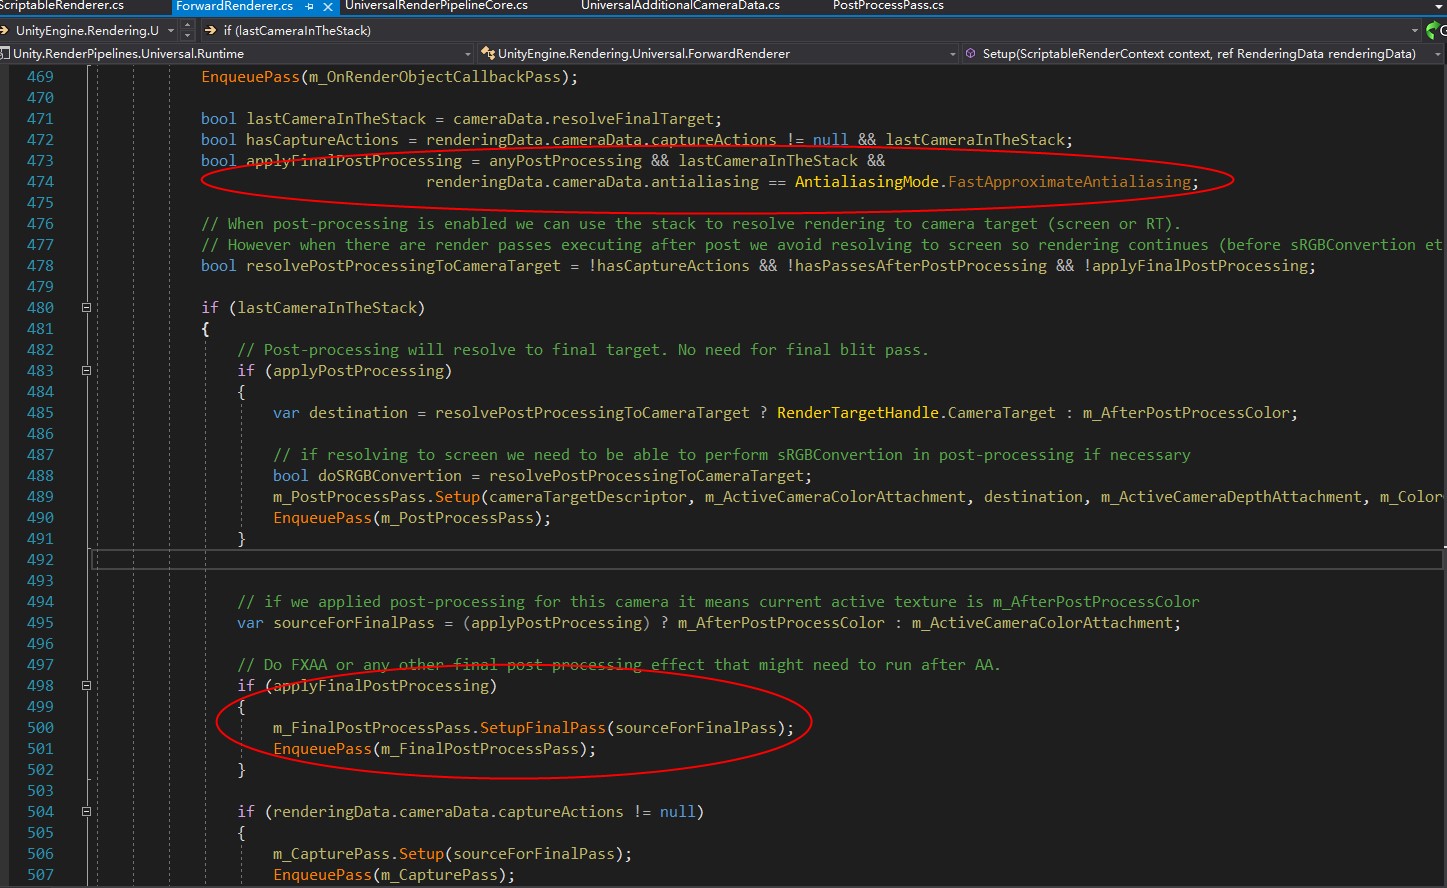 ScriptableRenderer.cs ForwardRenderer.cs UniversalRenderPipelineCore.cs UniversalAdditionalCameraData.cs PostProcessPass.cs
UnityEngine.Rendering.U if (lastCameraInTheStack)
Unity.RenderPipelines.Universal.Runtime UnityEngine.Rendering.Universal.ForwardRenderer Setup(ScriptableRenderContext context, ref RenderingData renderingData)
469 EnqueuePass(m_OnRenderObjectCallbackPass);
470
471 bool lastCameraInTheStack = cameraData.resolveFinalTarget;
472 bool hasCaptureActions = renderingData.cameraData.captureActions != null && lastCameraInTheStack;
473 bool applyFinalPostProcessing = anyPostProcessing && lastCameraInTheStack &&
474 renderingData.cameraData.antialiasing == AntialiasingMode.FastApproximateAntialiasing;
475
476 // When post-processing is enabled we can use the stack to resolve rendering to camera target (screen or RT).
477 // However when there are render passes executing after post we avoid resolving to screen so rendering continues (before sRGBConvertion et
478 bool resolvePostProcessingToCameraTarget = !hasCaptureActions && !hasPassesAfterPostProcessing && !applyFinalPostProcessing;
479
480 if (lastCameraInTheStack)
481 {
482 // Post-processing will resolve to final target. No need for final blit pass.
483 if (applyPostProcessing)
484 {
485 var destination = resolvePostProcessingToCameraTarget ? RenderTargetHandle.CameraTarget : m_AfterPostProcessColor;
486
487 // if resolving to screen we need to be able to perform sRGBConvertion in post-processing if necessary
488 bool doSRGBConvertion = resolvePostProcessingToCameraTarget;
489 m_PostProcessPass.Setup(cameraTargetDescriptor, m_ActiveCameraColorAttachment, destination, m_ActiveCameraDepthAttachment, m_Color
490 EnqueuePass(m_PostProcessPass);
491 }
492
493
494 // if we applied post-processing for this camera it means current active texture is m_AfterPostProcessColor
495 var sourceForFinalPass = (applyPostProcessing) ? m_AfterPostProcessColor : m_ActiveCameraColorAttachment;
496
497 // Do FXAA or any other final post-processing effect that might need to run after AA.
498 if (applyFinalPostProcessing)
499 {
500 m_FinalPostProcessPass.SetupFinalPass(sourceForFinalPass);
501 EnqueuePass(m_FinalPostProcessPass);
502 }
503
504 if (renderingData.cameraData.captureActions != null)
505 {
506 m_CapturePass.Setup(sourceForFinalPass);
507 EnqueuePass(m_CapturePass);